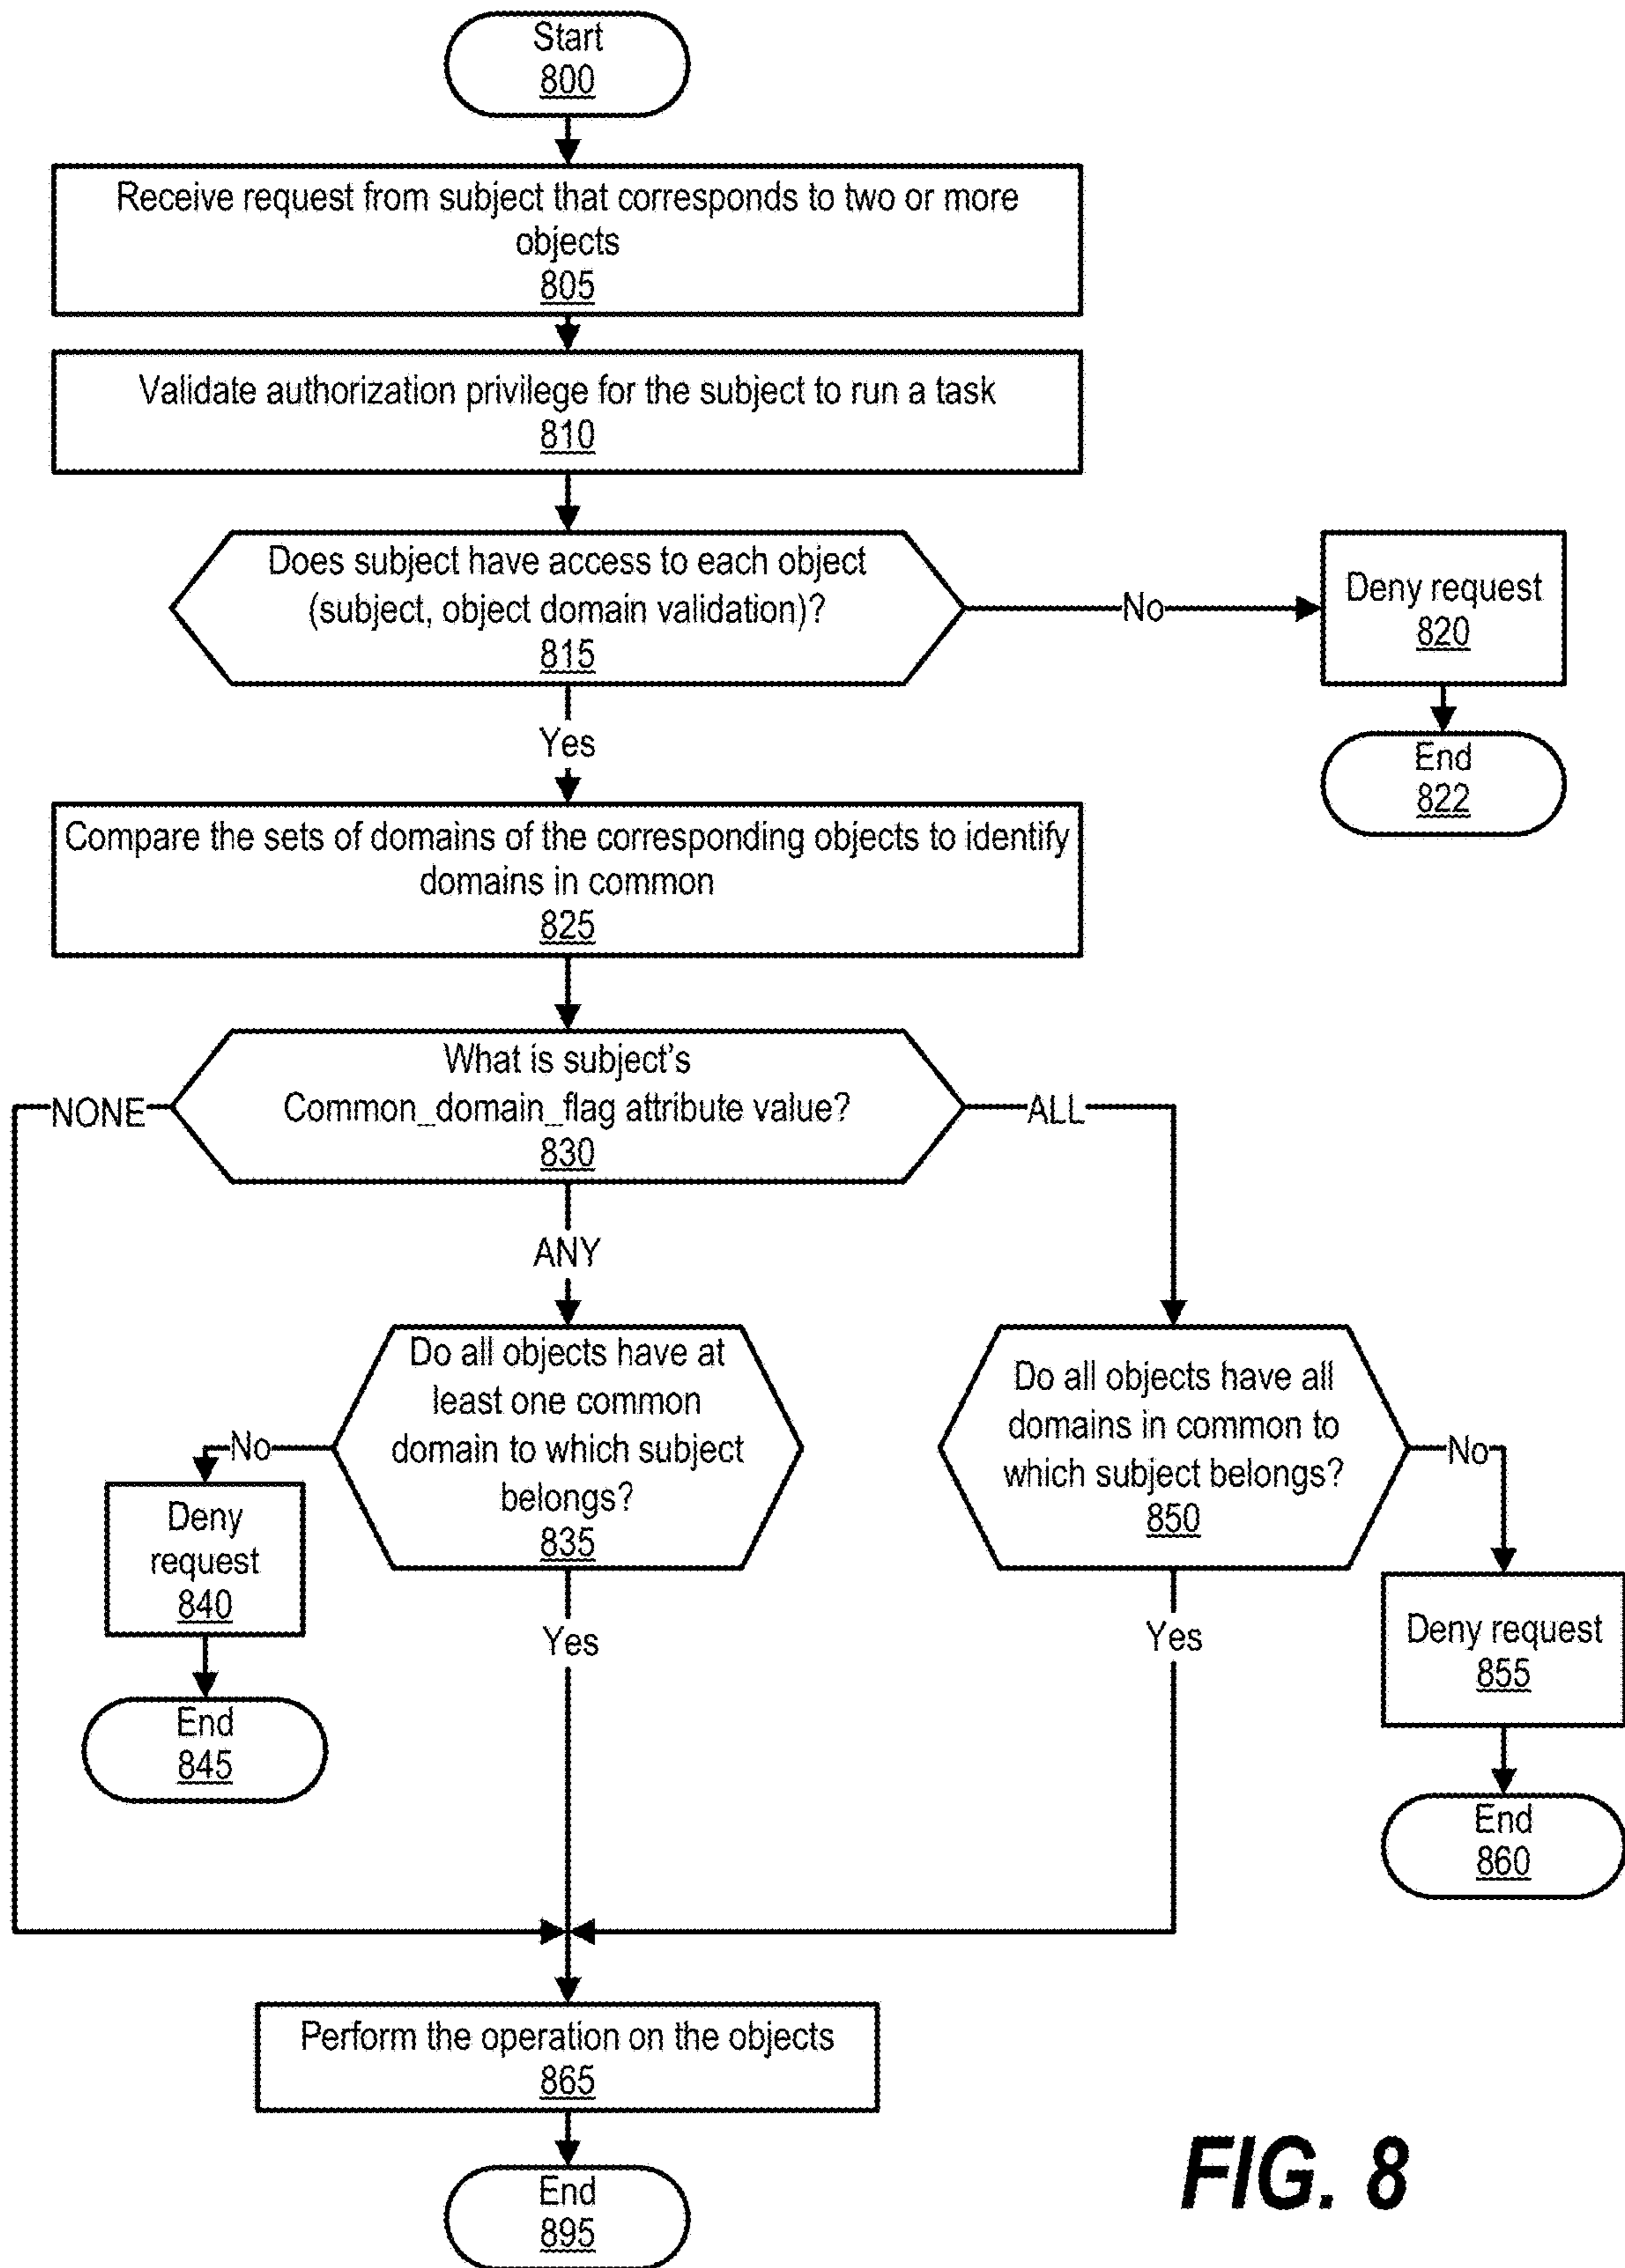 Start
800
Receive request from subject that corresponds to two or more
objects
805
Validate authorization privilege for the subject to run a task
810
Does subject have access to each object
(subject, object domain validation)?
815
No
Deny request
820
End
822
Yes
Compare the sets of domains of the corresponding objects to identify
domains in common
825
What is subject's
Common_domain_flag attribute value?
830
NONE
ALL
ANY
Do all objects have at
least one common
domain to which subject
belongs?
835
No
Deny
request
840
End
845
Yes
Do all objects have all
domains in common to
which subject belongs?
850
No
Deny request
855
End
860
Yes
Perform the operation on the objects
865
End
895
FIG. 8